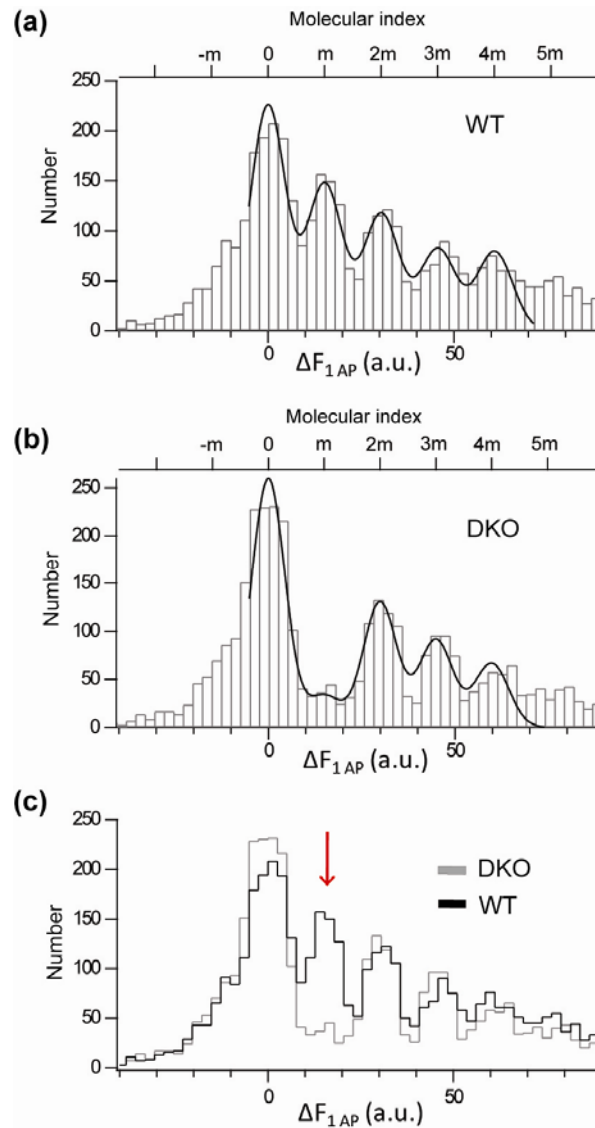 (a)
Molecular index
-m 0 m 2m 3m 4m 5m
WT
Number
250
200
150
100
50
0
0 50
ΔF1 AP (a.u.)
(b)
Molecular index
-m 0 m 2m 3m 4m 5m
DKO
Number
250
200
150
100
50
0
0 50
ΔF1 AP (a.u.)
(c)
Number
250
200
150
100
50
0
DKO
WT
0 50
ΔF1 AP (a.u.)